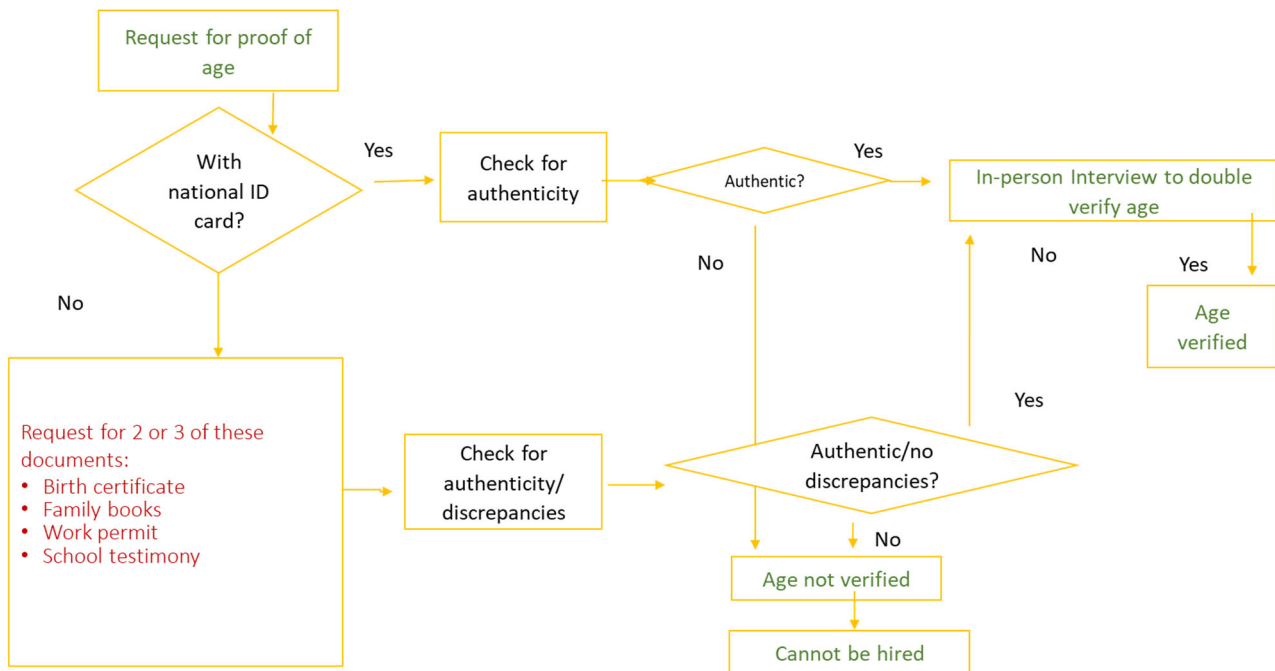 Request for proof of
age
With
national ID
card?
Yes
Check for
authenticity
Authentic?
Yes
In-person Interview to double
verify age
No
No
Yes
Age
verified
No
Request for 2 or 3 of these
documents:
• Birth certificate
• Family books
• Work permit
• School testimony
Check for
authenticity/
discrepancies
Authentic/no
discrepancies?
Yes
No
Age not verified
Cannot be hired